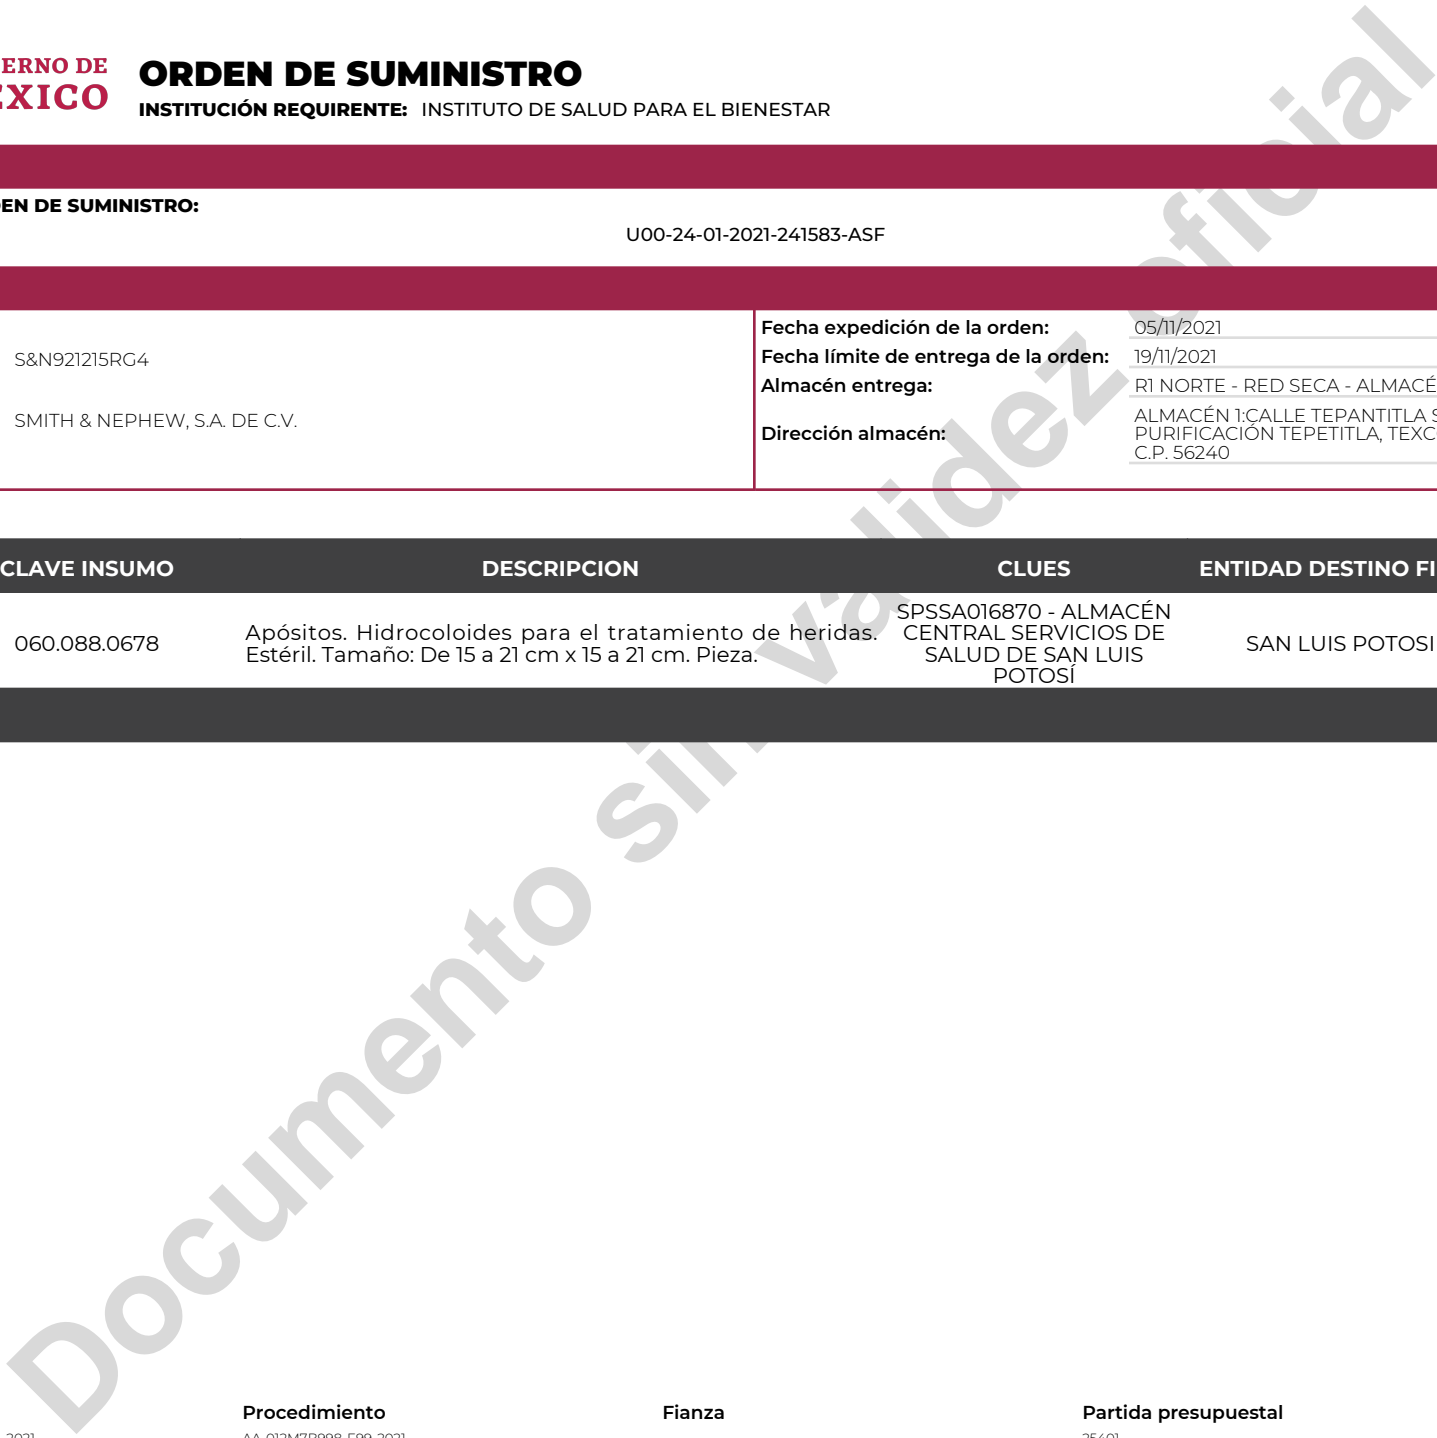 ERNO DE
ÉXICO
ORDEN DE SUMINISTRO
INSTITUCIÓN REQUIRENTE: INSTITUTO DE SALUD PARA EL BIENESTAR
EN DE SUMINISTRO:
U00-24-01-2021-241583-ASF
S&N921215RG4
SMITH & NEPHEW, S.A. DE C.V.
Fecha expedición de la orden: 05/11/2021
Fecha límite de entrega de la orden: 19/11/2021
Almacén entrega: R1 NORTE - RED SECA - ALMACÉ
Dirección almacén:
ALMACÉN 1:CALLE TEPANTITLA S
PURIFICACIÓN TEPETITLA, TEXC
C.P. 56240
CLAVE INSUMO DESCRIPCION CLUES ENTIDAD DESTINO FI
060.088.0678
Apósitos. Hidrocoloides para el tratamiento de heridas.
Estéril. Tamaño: De 15 a 21 cm x 15 a 21 cm. Pieza.
SPSSA016870 - ALMACÉN
CENTRAL SERVICIOS DE
SALUD DE SAN LUIS
POTOSÍ
SAN LUIS POTOSI
Documento sin validez oficial
Procedimiento Fianza Partida presupuestal